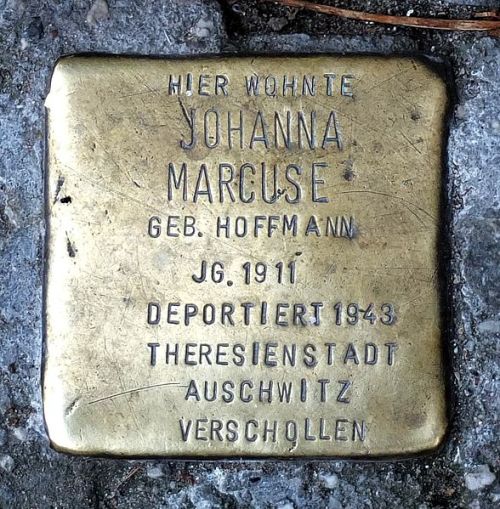 HIER WOHNTE
JOHANNA
MARCUSE
GEB. HOFFMANN
JG. 1911
DEPORTIERT 1943
THERESIENSTADT
AUSCHWITZ
VERSCHOLLEN